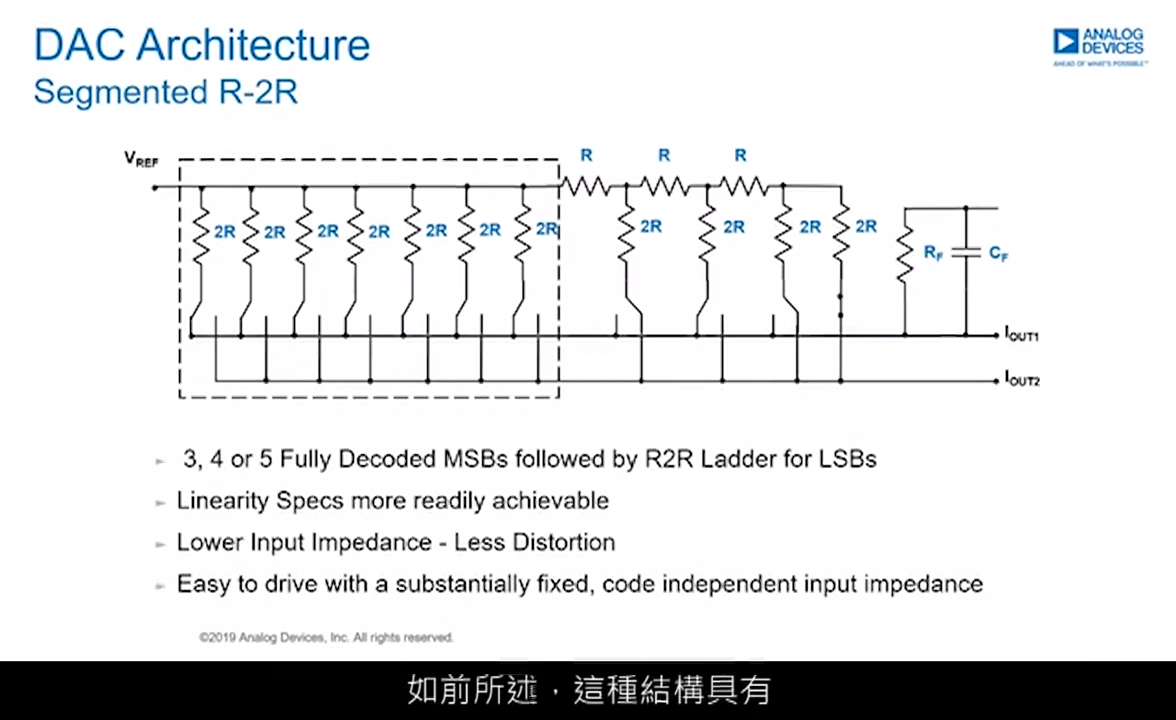 DAC Architecture
Segmented R-2R
ANALOG
DEVICES
AHEAD OF WHAT'S POSSIBLE™
VREF
R R R
2R 2R 2R 2R 2R 2R 2R 2R 2R 2R 2R
RF CF
IOUT1
IOUT2
3, 4 or 5 Fully Decoded MSBs followed by R2R Ladder for LSBs
Linearity Specs more readily achievable
Lower Input Impedance - Less Distortion
Easy to drive with a substantially fixed, code independent input impedance
©2019 Analog Devices, Inc. All rights reserved.
如前所述，這種結構具有